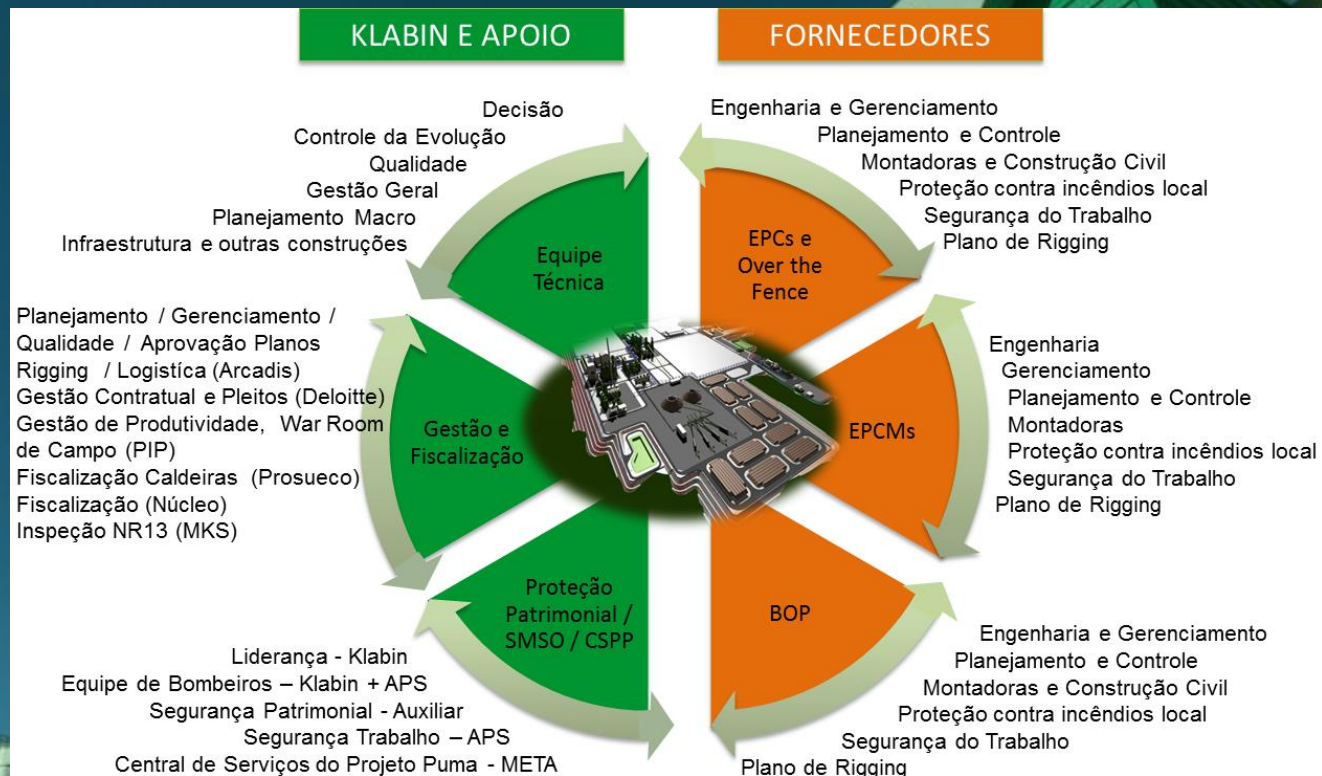 KLABIN E APOIO
Decisão
Controle da Evolução
Qualidade
Gestão Geral
Planejamento Macro
Infraestrutura e outras construções
Equipe
Técnica
Planejamento / Gerenciamento /
Qualidade / Aprovação Planos
Rigging / Logistíca (Arcadis)
Gestão Contratual e Pleitos (Deloitte)
Gestão de Produtividade, War Room
de Campo (PIP)
Fiscalização Caldeiras (Prosueco)
Fiscalização (Núcleo)
Inspeção NR13 (MKS)
Gestão e
Fiscalização
Proteção
Patrimonial /
SMSO / CSPP
Liderança - Klabin
Equipe de Bombeiros – Klabin + APS
Segurança Patrimonial - Auxiliar
Segurança Trabalho – APS
Central de Serviços do Projeto Puma - META
FORNECEDORES
Engenharia e Gerenciamento
Planejamento e Controle
Montadoras e Construção Civil
Proteção contra incêndios local
Segurança do Trabalho
Plano de Rigging
EPCs e
Over the
Fence
Engenharia
Gerenciamento
Planejamento e Controle
Montadoras
Proteção contra incêndios local
Segurança do Trabalho
Plano de Rigging
EPCMs
BOP
Engenharia e Gerenciamento
Planejamento e Controle
Montadoras e Construção Civil
Proteção contra incêndios local
Segurança do Trabalho
Plano de Rigging